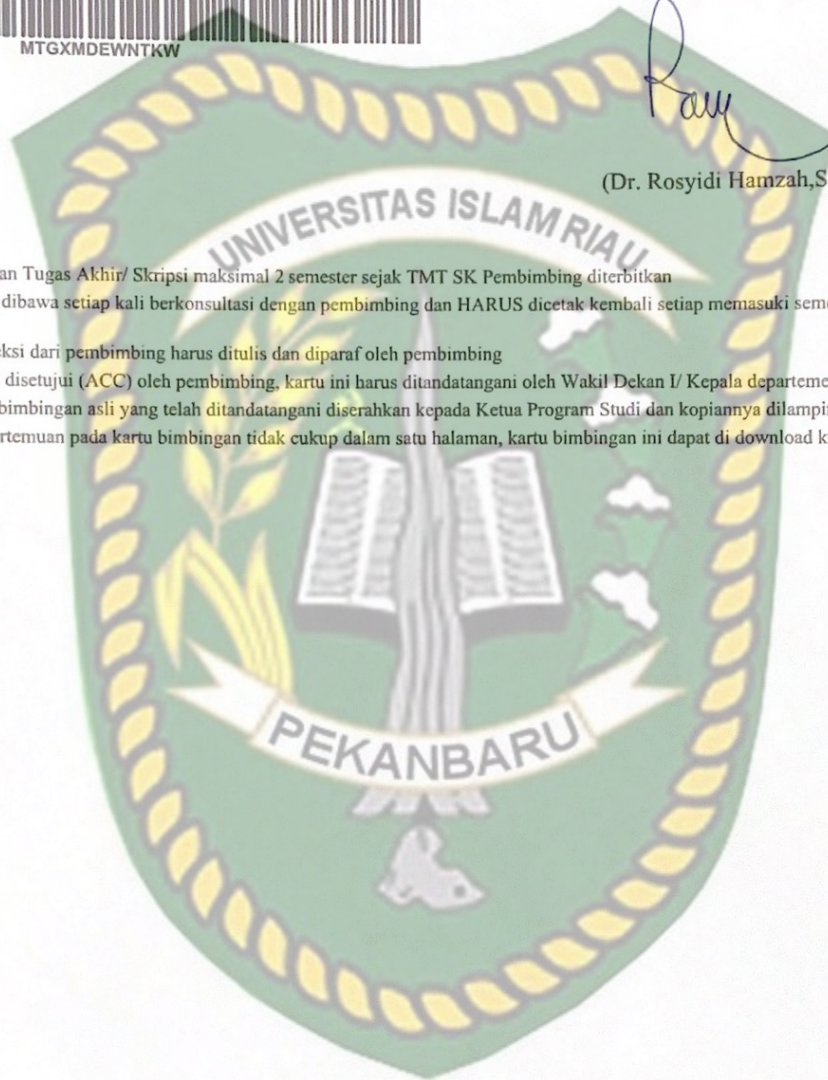 MTGXMDEWNTKW
(Dr. Rosyidi Hamzah,S
UNIVERSITAS ISLAM RIAU
an Tugas Akhir/ Skripsi maksimal 2 semester sejak TMT SK Pembimbing diterbitkan
dibawa setiap kali berkonsultasi dengan pembimbing dan HARUS dicetak kembali setiap memasuki seme
ksi dari pembimbing harus ditulis dan diparaf oleh pembimbing
disetujui (ACC) oleh pembimbing, kartu ini harus ditandatangani oleh Wakil Dekan I/ Kepala departeme
bimbingan asli yang telah ditandatangani diserahkan kepada Ketua Program Studi dan kopiannya dilampi
rtemuan pada kartu bimbingan tidak cukup dalam satu halaman, kartu bimbingan ini dapat di download k
PEKANBARU